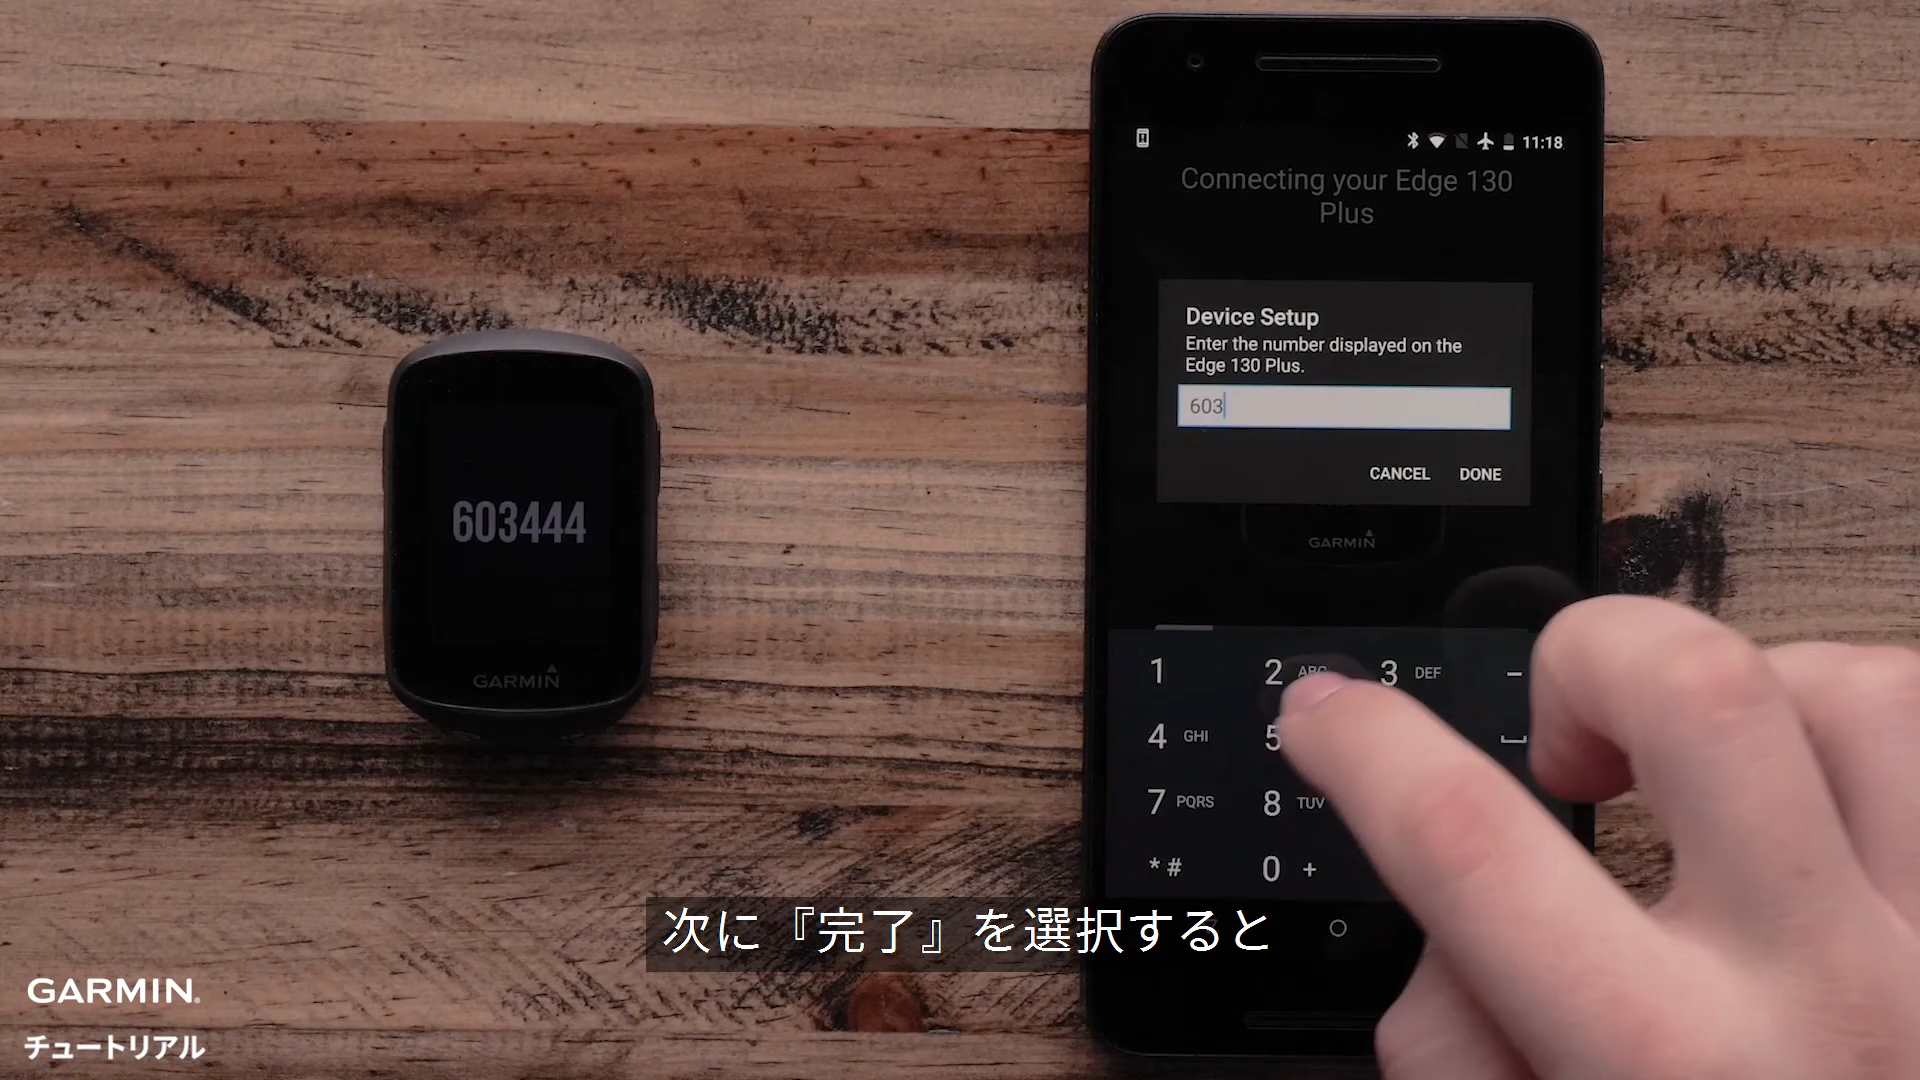 11:18
Connecting your Edge 130
Plus
Device Setup
Enter the number displayed on the
Edge 130 Plus.
603
CANCEL DONE
GARMIN
603444
GARMIN
1 2 ABC 3 DEF -
4 GHI 5
7 PQRS 8 TUV
*# 0 +
次に『完了』を選択すると
GARMIN
チュートリアル